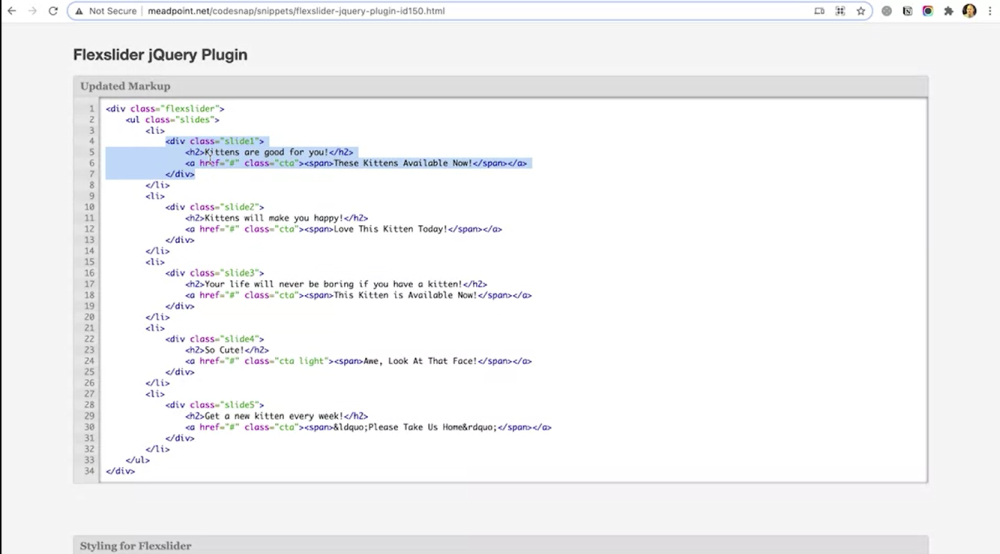 Not Secure | meadpoint.net/codesnap/snippets/flexslider-jquery-plugin-id150.html
Flexslider jQuery Plugin
Updated Markup
1 <div class="flexslider">
2 <ul class="slides">
3 <li>
4 <div class="slide1">
5 <h2>Kittens are good for you!</h2>
6 <a href="#" class="cta"><span>These Kittens Available Now!</span></a>
7 </div>
8 </li>
9 <li>
10 <div class="slide2">
11 <h2>Kittens will make you happy!</h2>
12 <a href="#" class="cta"><span>Love This Kitten Today!</span></a>
13 </div>
14 </li>
15 <li>
16 <div class="slide3">
17 <h2>Your life will never be boring if you have a kitten!</h2>
18 <a href="#" class="cta"><span>This Kitten is Available Now!</span></a>
19 </div>
20 </li>
21 <li>
22 <div class="slide4">
23 <h2>So Cute!</h2>
24 <a href="#" class="cta light"><span>Awe, Look At That Face!</span></a>
25 </div>
26 </li>
27 <li>
28 <div class="slide5">
29 <h2>Get a new kitten every week!</h2>
30 <a href="#" class="cta"><span>&ldquo;Please Take Us Home&rdquo;</span></a>
31 </div>
32 </li>
33 </ul>
34 </div>
Styling for Flexslider